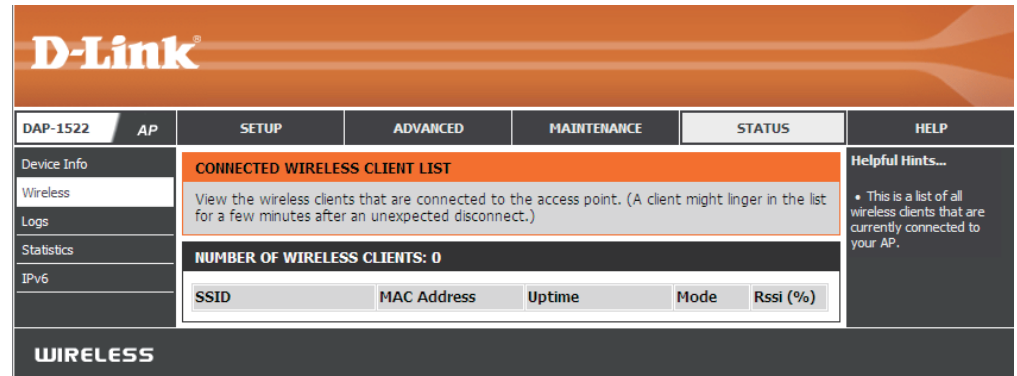 D-Link®
DAP-1522 AP SETUP ADVANCED MAINTENANCE STATUS HELP
Device Info
Wireless
Logs
Statistics
IPv6
CONNECTED WIRELESS CLIENT LIST
View the wireless clients that are connected to the access point. (A client might linger in the list
for a few minutes after an unexpected disconnect.)
NUMBER OF WIRELESS CLIENTS: 0
SSID MAC Address Uptime Mode Rssi (%)
Helpful Hints...
• This is a list of all
wireless clients that are
currently connected to
your AP.
WIRELESS